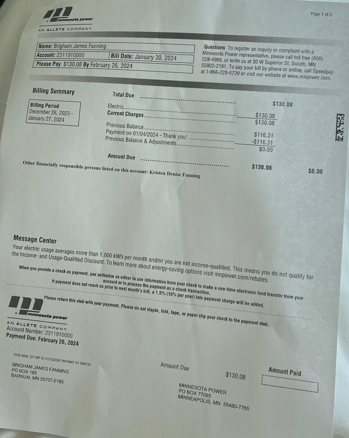 Page 1 of 2
minnesota power
AN ALLETE COMPANY
Name: Brigham James Fanning
Account: 2311910000
Bill Date: January 30, 2024
Please Pay $130.08 By February 26, 2024
Questions To register an inquiry or complaint with a
Minnesota Power representative, please call toll free (800)
228-4966, or write us at 30 W Superior St, Duluth, MN
55802-2191. To pay your bill by phone or online, call Speedpay
at or visit our website at www.mnpower.com.
Billing Summary
Billing Period
December 26, 2023 -
January 27, 2024
Total Due $130.08
Electric $130.08
Current Charges $130.08
Previous Balance $116.31
Payment on 01/04/2024 - Thank you! -$116.31
Previous Balance & Adjustments $0.00
Amount Due $130.08 $0.00
Other financially responsible persons listed on this account: Kristen Denise Fanning
Message Center
Your electric usage averages more than 1,000 kWh per month and/or you are not income-qualified. This means you do not qualify for
the Income- and Usage-Qualified Discount. To learn more about energy-saving options visit mnpower.com/rebates.
When you provide a check as payment, you authorize us either to use information from your check to make a one-time electronic fund transfer from your
account or to process the payment as a check transaction.
If payment does not reach us prior to next month's bill, a 1.5% (18% per year) late payment charge will be added.
Please return this stub with your payment. Please do not staple, fold, tape, or paper clip your check to the payment stub.
minnesota power
AN ALLETE COMPANY
Account Number: 2311910000
Payment Due: February 26, 2024
Amount Due $130.08
Amount Paid
BRIGHAM JAMES FANNING
PO BOX 185
BARNUM, MN 55707-0185
MINNESOTA POWER
PO BOX 77065
MINNEAPOLIS, MN 55480-7765